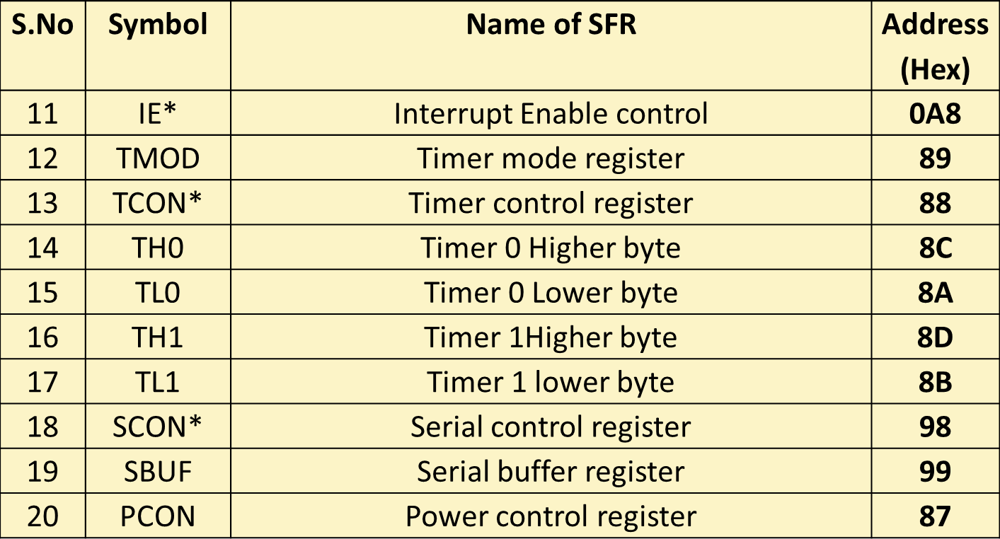 S.No Symbol Name of SFR Address
(Hex)
11 IE* Interrupt Enable control 0A8
12 TMOD Timer mode register 89
13 TCON* Timer control register 88
14 TH0 Timer 0 Higher byte 8C
15 TL0 Timer 0 Lower byte 8A
16 TH1 Timer 1Higher byte 8D
17 TL1 Timer 1 lower byte 8B
18 SCON* Serial control register 98
19 SBUF Serial buffer register 99
20 PCON Power control register 87